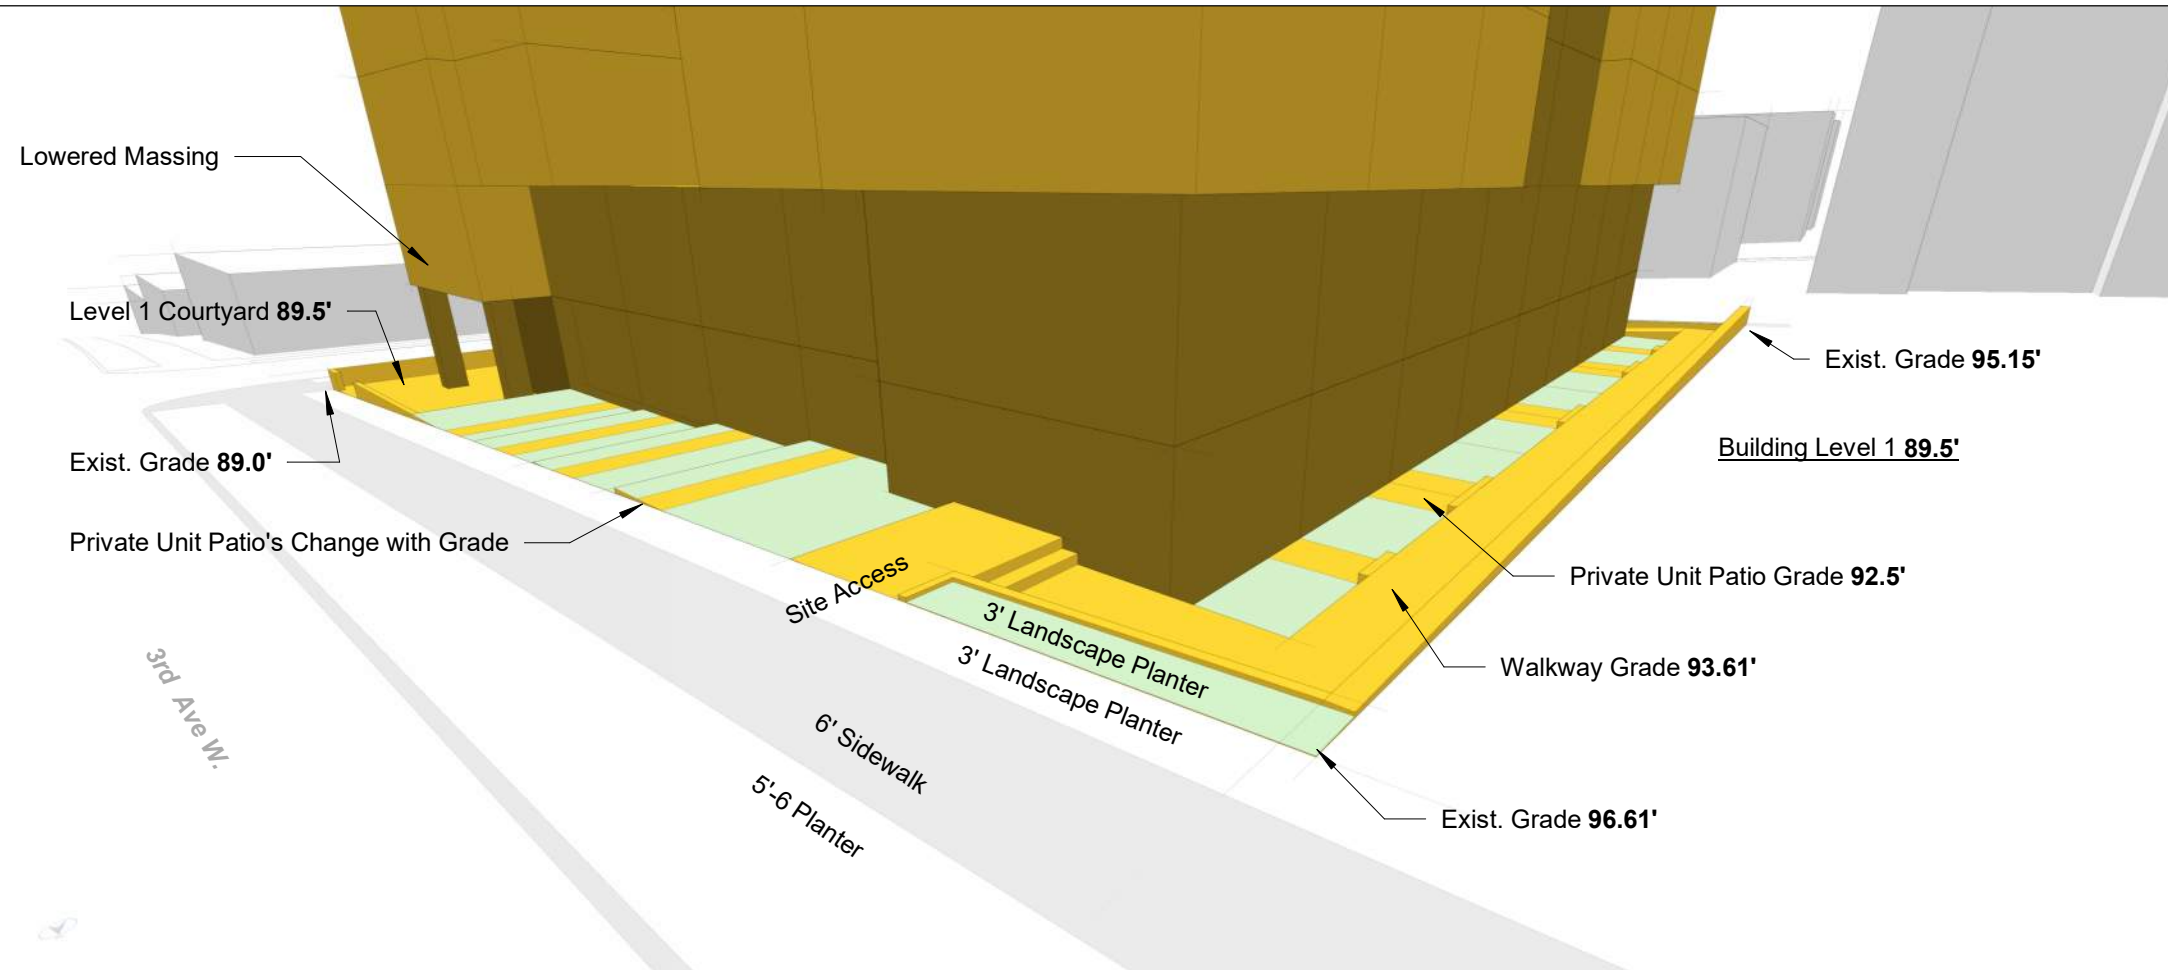 Lowered Massing
Level 1 Courtyard 89.5'
Exist. Grade 95.15'
Building Level 1 89.5'
Exist. Grade 89.0'
Private Unit Patio's Change with Grade
Private Unit Patio Grade 92.5'
Site Access
3' Landscape Planter
3' Landscape Planter
Walkway Grade 93.61'
3rd Ave W.
6' Sidewalk
5'-6 Planter
Exist. Grade 96.61'